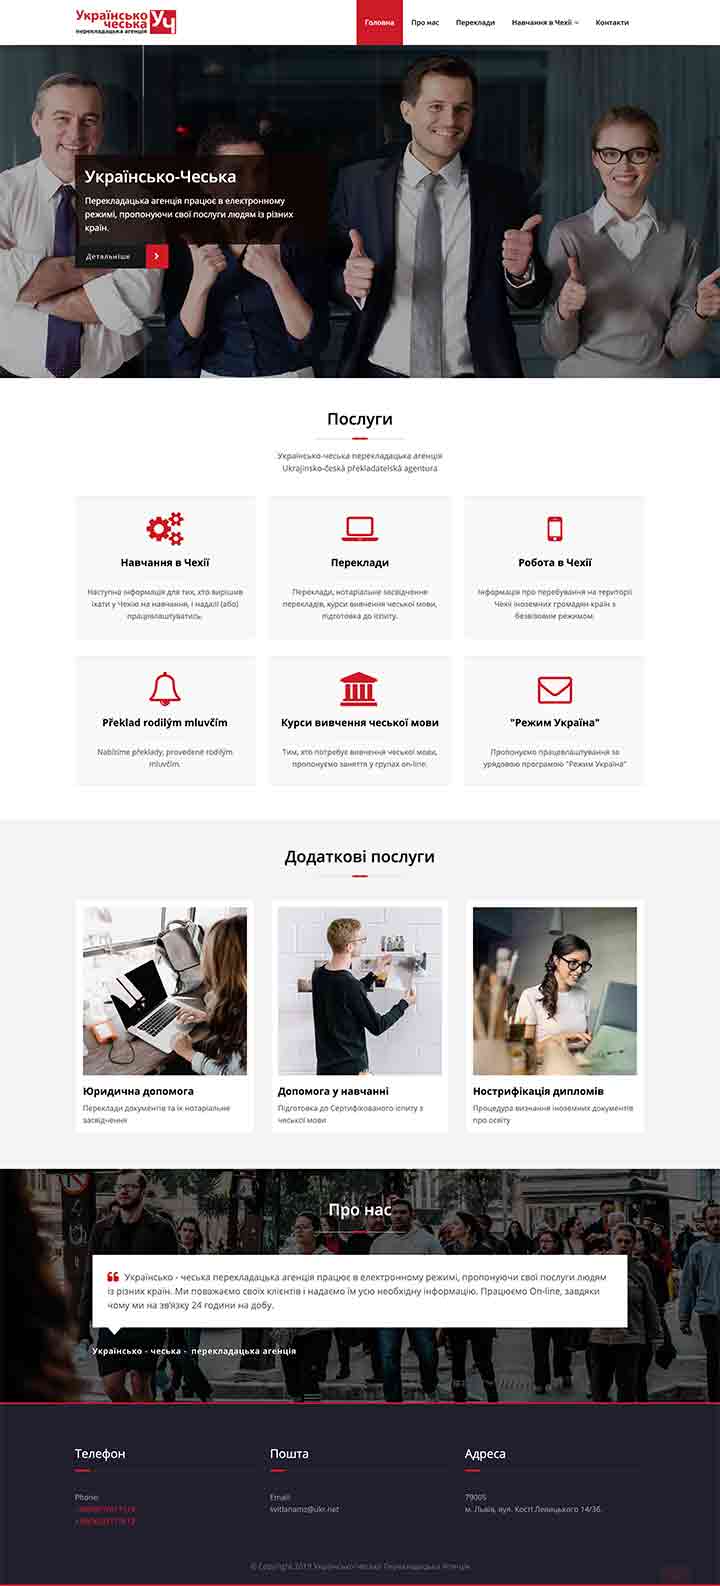 Українсько
чеська
перекладацька агенція
УЧ
Головна
Про нас
Переклади
Навчання в Чехії
Контакти
Українсько-Чеська
Перекладацька агенція працює в електронному
режимі, пропонуючи свої послуги людям із різних
країн.
Детальніше
Послуги
Українсько-чеська перекладацька агенція
Ukrajinsko-česká překladatelská agentura
Навчання в Чехії
Наступна інформація для тих, хто вирішив
їхати у Чехію на навчання, і надалі (або)
працевлаштуватись.
Переклади
Переклади, нотаріальне засвідчення
перекладів, курси вивчення чеської мови,
підготовка до іспиту.
Робота в Чехії
Інформація про перебування на території
Чехії іноземних громадян країн з
безвізовим режимом.
Překlad rodilým mluvčím
Nabízíme překlady, provedené rodilým
mluvčím.
Курси вивчення чеської мови
Тим, хто потребує вивчення чеської мови,
пропонуємо заняття у групах on-line.
"Режим Україна"
Пропонуємо працевлаштування за
урядовою програмою "Режим Україна"
Додаткові послуги
Юридична допомога
Переклади документів та їх нотаріальне
засвідчення
Допомога у навчанні
Підготовка до Сертифікованого іспиту з
чеської мови
Нострифікація дипломів
Процедура визнання іноземних документів
про освіту
Про нас
Українсько - чеська перекладацька агенція працює в електронному режимі, пропонуючи свої послуги людям
із різних країн. Ми поважаємо своїх клієнтів і надаємо їм усю необхідну інформацію. Працюємо On-line, завдяки
чому ми на зв'язку 24 години на добу.
Українсько - чеська - перекладацька агенція
Телефон
Phone:
Пошта
Email:
svitlanams@ukr.net
Адреса
79005
м. Львів, вул. Костя Левицького 14/36.
© Copyright 2019 Українсько-Чеської Перекладацька Агенція